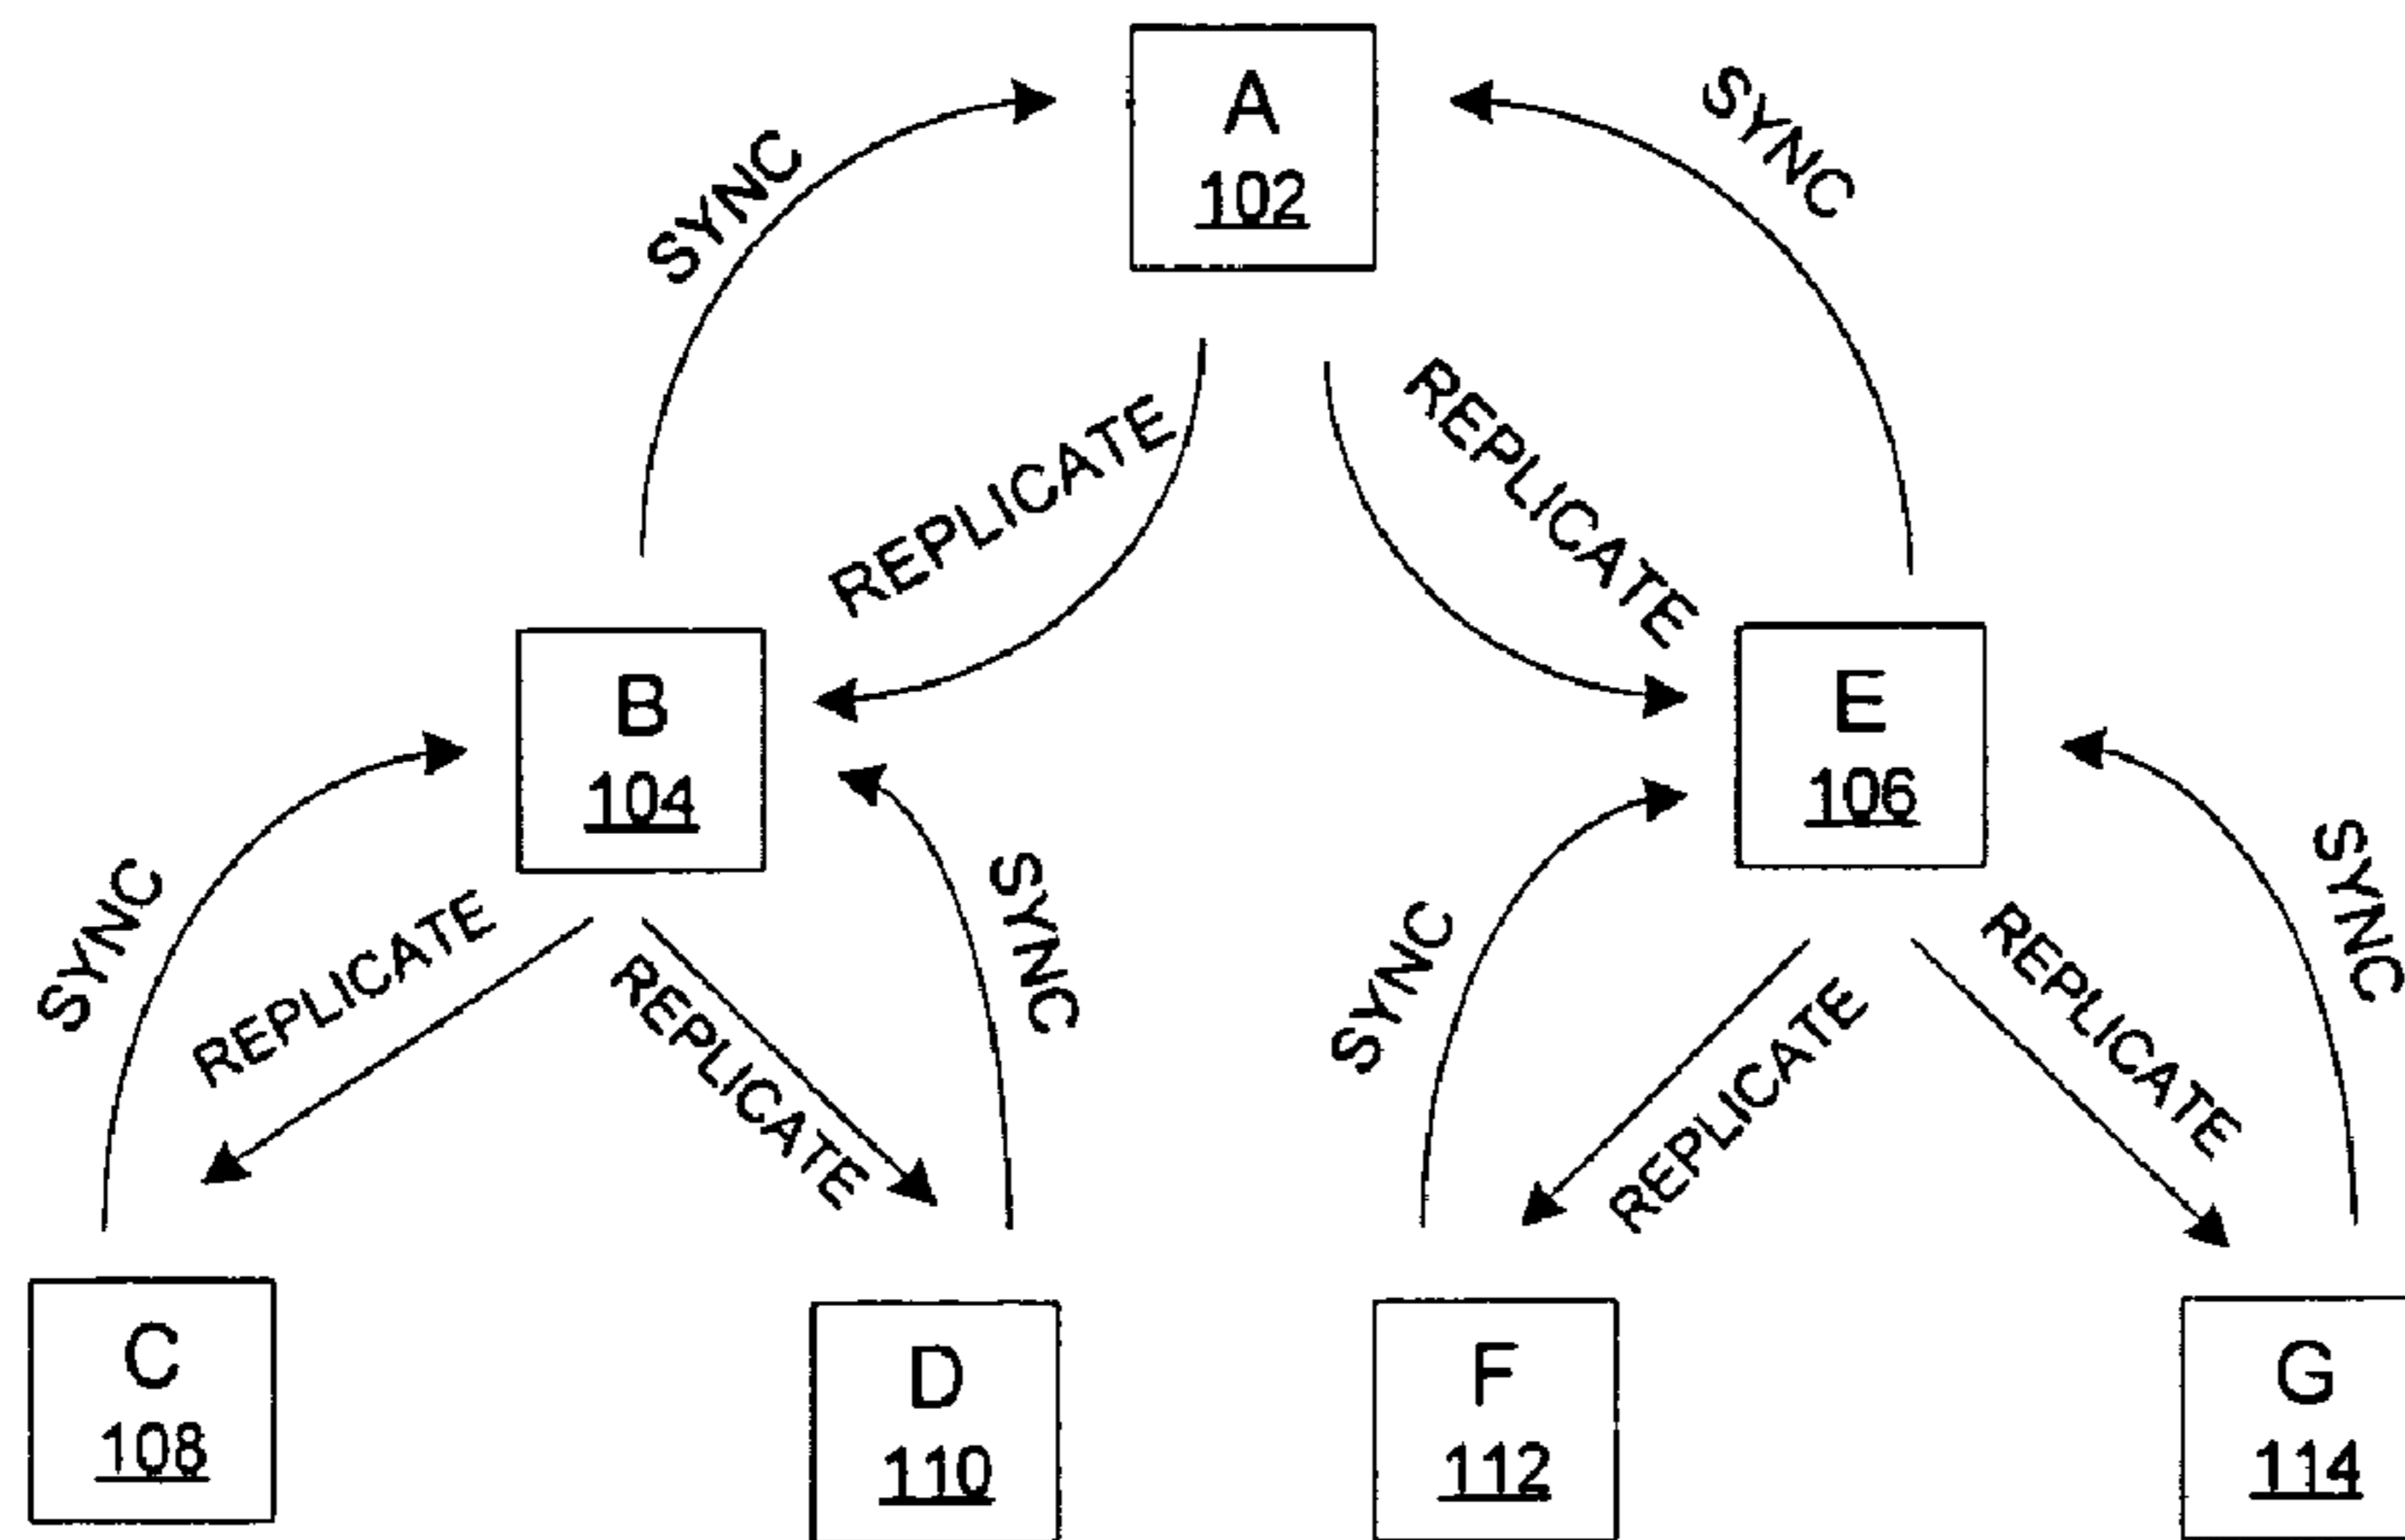 A
102
SYNC
SYNC
REPLICATE
REPLICATE
B
104
E
106
SYNC
REPLICATE
REPLICATE
SYNC
SYNC
REPLICATE
REPLICATE
SYNC
C
108
D
110
F
112
G
114